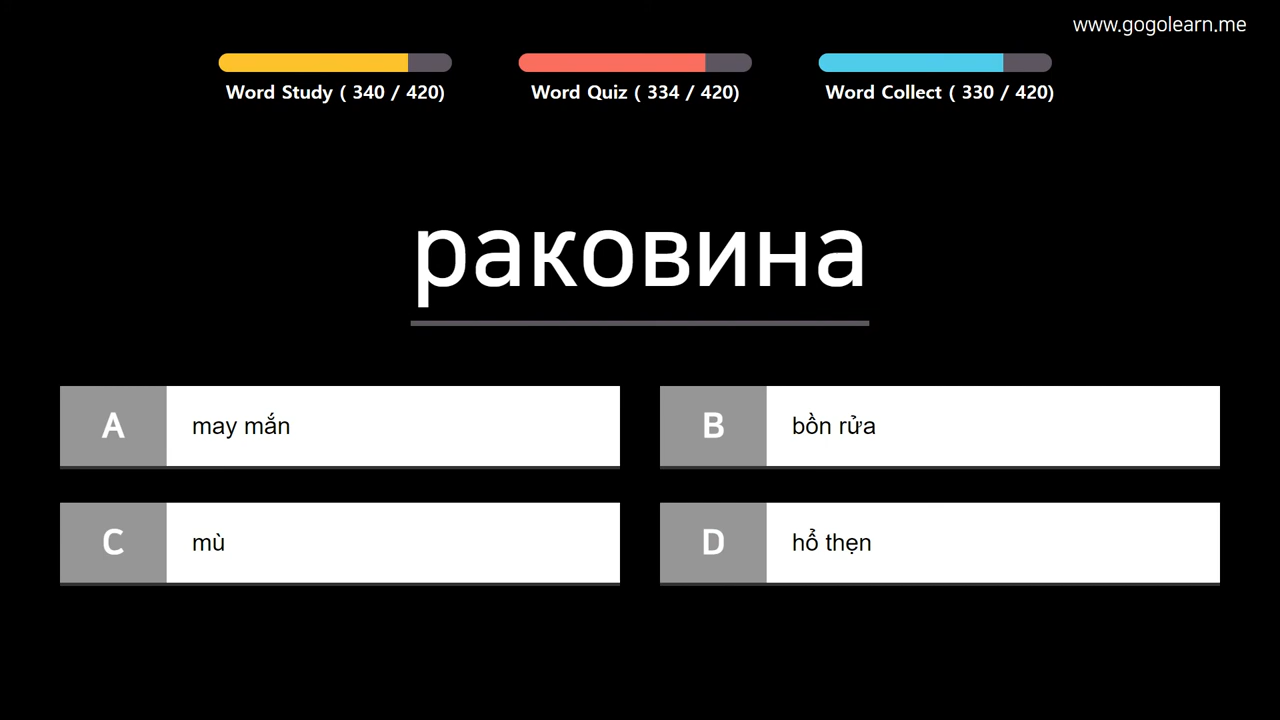 www.gogolearn.me
Word Study ( 340 / 420)
Word Quiz ( 334 / 420)
Word Collect ( 330 / 420)
раковина
A may mắn
B bồn rửa
C mù
D hổ thẹn